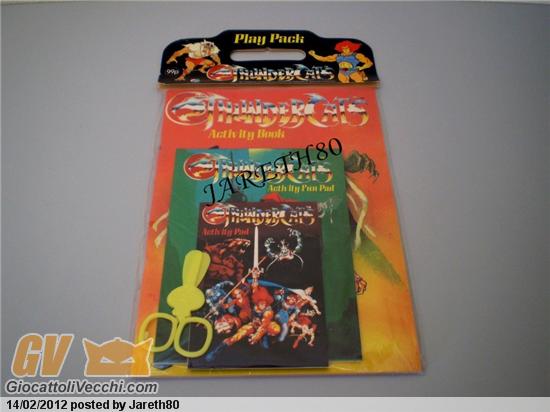 Play Pack
99p
THUNDERCATS
THUNDERCATS
Activity Book
JARETH80
THUNDERCATS
Activity Fun Pad
THUNDERCATS
Activity Pad
GV
GiocattoliVecchi.com
14/02/2012 posted by Jareth80